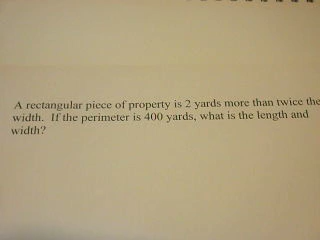 A rectangular piece of property is 2 yards more than twice the
width. If the perimeter is 400 yards, what is the length and
width?